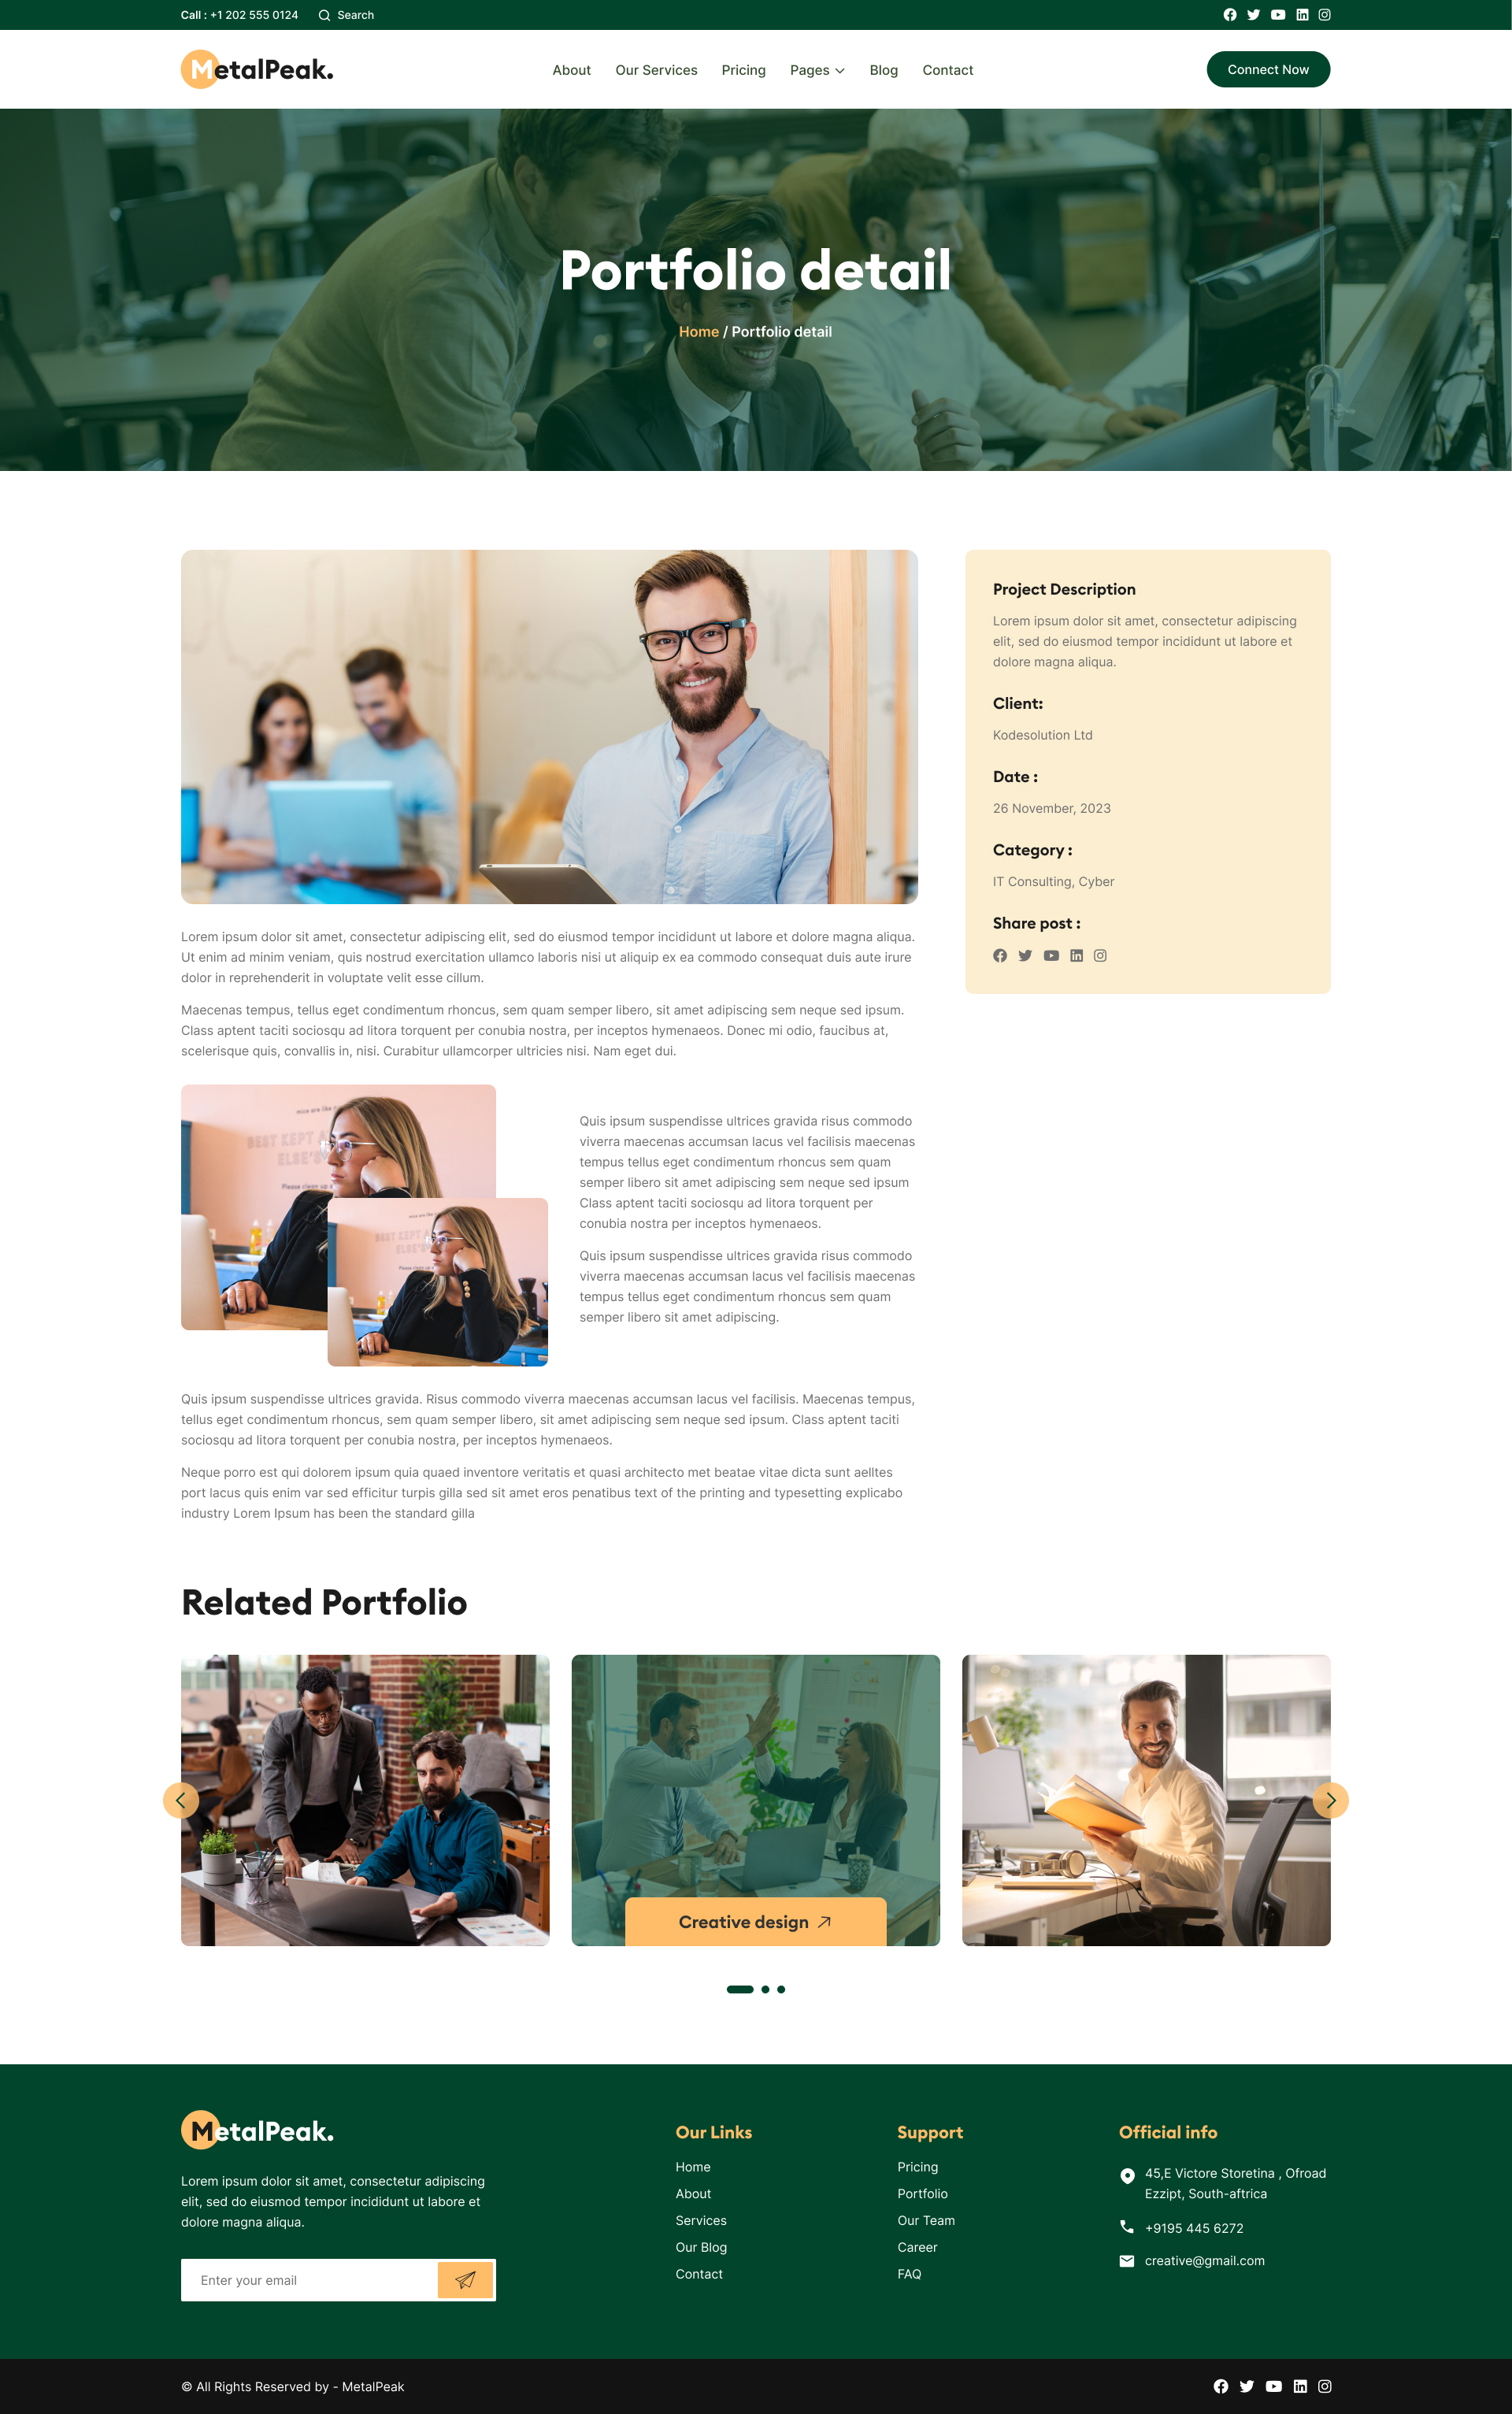 Call : +1 202 555 0124
Search
MetalPeak.
About
Our Services
Pricing
Pages
Blog
Contact
Connect Now
Portfolio detail
Home / Portfolio detail
Lorem ipsum dolor sit amet, consectetur adipiscing elit, sed do eiusmod tempor incididunt ut labore et dolore magna aliqua.
Ut enim ad minim veniam, quis nostrud exercitation ullamco laboris nisi ut aliquip ex ea commodo consequat duis aute irure
dolor in reprehenderit in voluptate velit esse cillum.
Maecenas tempus, tellus eget condimentum rhoncus, sem quam semper libero, sit amet adipiscing sem neque sed ipsum.
Class aptent taciti sociosqu ad litora torquent per conubia nostra, per inceptos hymenaeos. Donec mi odio, faucibus at,
scelerisque quis, convallis in, nisi. Curabitur ullamcorper ultricies nisi. Nam eget dui.
BEST KEPT
ELSE'S
Please clean up
Quis ipsum suspendisse ultrices gravida risus commodo
viverra maecenas accumsan lacus vel facilisis maecenas
tempus tellus eget condimentum rhoncus sem quam
semper libero sit amet adipiscing sem neque sed ipsum
Class aptent taciti sociosqu ad litora torquent per
conubia nostra per inceptos hymenaeos.
Quis ipsum suspendisse ultrices gravida risus commodo
viverra maecenas accumsan lacus vel facilisis maecenas
tempus tellus eget condimentum rhoncus sem quam
semper libero sit amet adipiscing.
Quis ipsum suspendisse ultrices gravida. Risus commodo viverra maecenas accumsan lacus vel facilisis. Maecenas tempus,
tellus eget condimentum rhoncus, sem quam semper libero, sit amet adipiscing sem neque sed ipsum. Class aptent taciti
sociosqu ad litora torquent per conubia nostra, per inceptos hymenaeos.
Neque porro est qui dolorem ipsum quia quaed inventore veritatis et quasi architecto met beatae vitae dicta sunt aelltes
port lacus quis enim var sed efficitur turpis gilla sed sit amet eros penatibus text of the printing and typesetting explicabo
industry Lorem Ipsum has been the standard gilla
Project Description
Lorem ipsum dolor sit amet, consectetur adipiscing
elit, sed do eiusmod tempor incididunt ut labore et
dolore magna aliqua.
Client:
Kodesolution Ltd
Date :
26 November, 2023
Category :
IT Consulting, Cyber
Share post :
Related Portfolio
Creative design
MetalPeak.
Lorem ipsum dolor sit amet, consectetur adipiscing
elit, sed do eiusmod tempor incididunt ut labore et
dolore magna aliqua.
Enter your email
Our Links
Home
About
Services
Our Blog
Contact
Support
Pricing
Portfolio
Our Team
Career
FAQ
Official info
45,E Victore Storetina , Ofroad
Ezzipt, South-aftrica
+9195 445 6272
creative@gmail.com
© All Rights Reserved by - MetalPeak